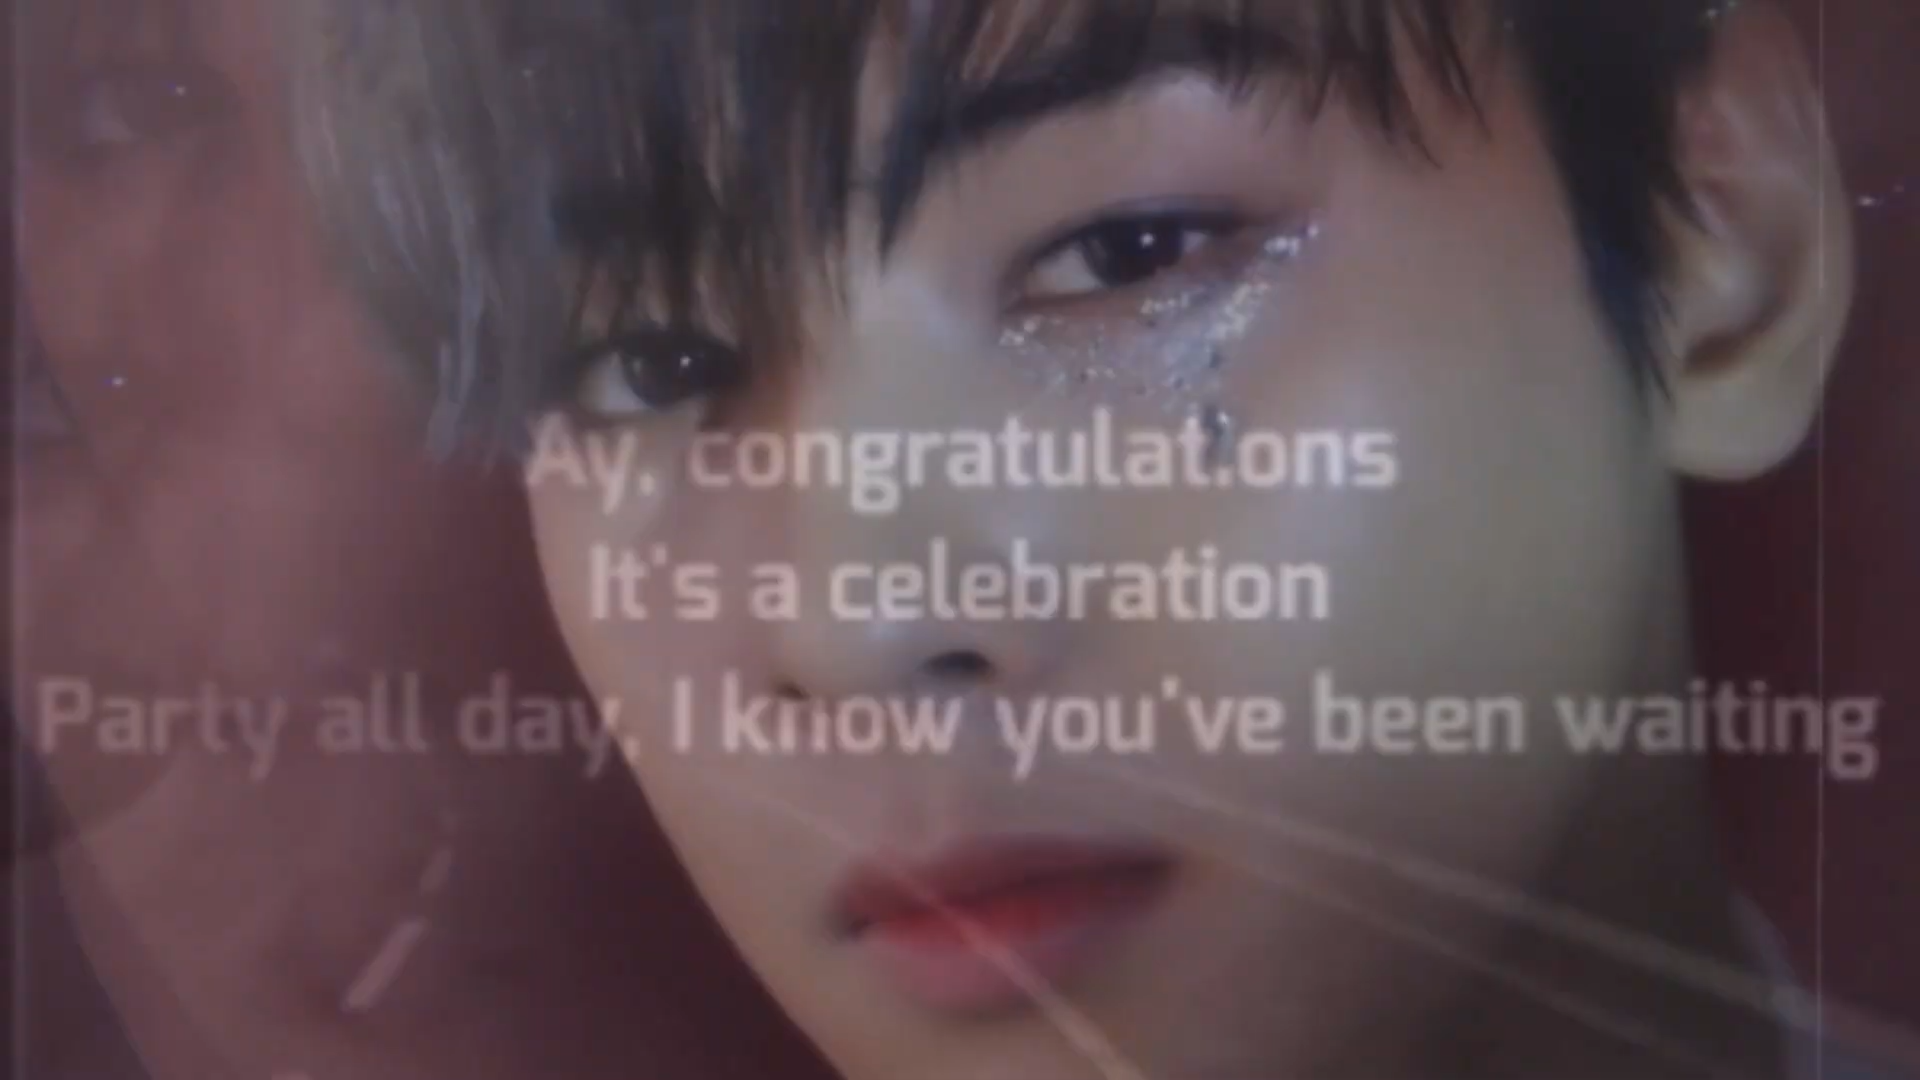 Ay, congratulations
It's a celebration
Party all day, I know you've been waiting